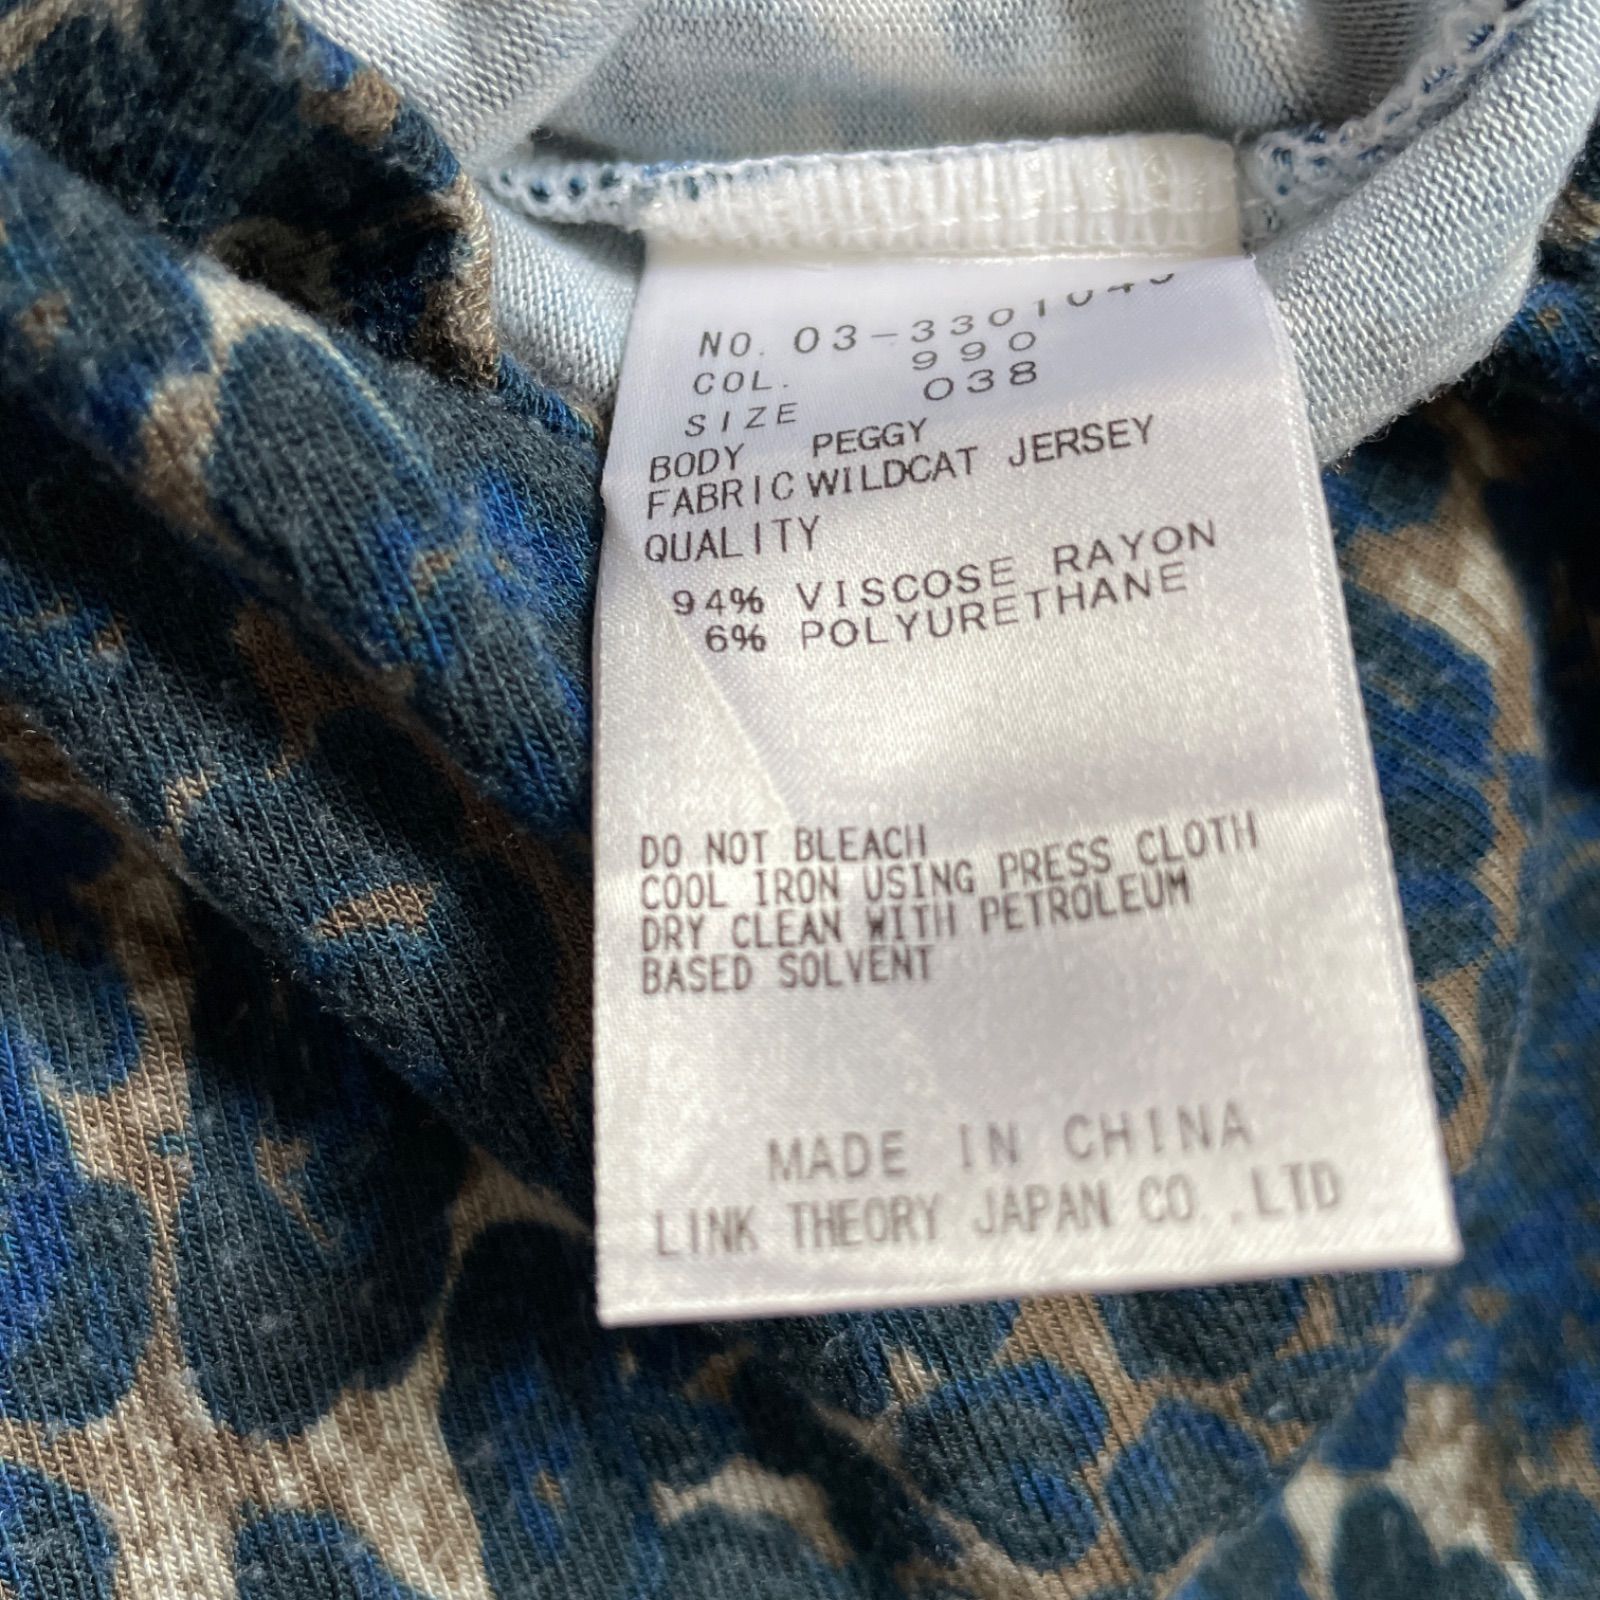 NO. 03-3301043
COL. 990
SIZE 038
BODY PEGGY
FABRIC WILDCAT JERSEY
QUALITY
94% VISCOSE RAYON
6% POLYURETHANE
DO NOT BLEACH
COOL IRON USING PRESS CLOTH
DRY CLEAN WITH PETROLEUM
BASED SOLVENT
MADE IN CHINA
LINK THEORY JAPAN CO.,LTD